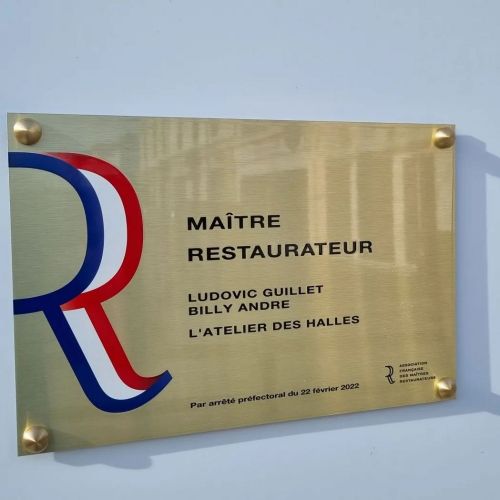 MAÎTRE
RESTAURATEUR
LUDOVIC GUILLET
BILLY ANDRE
L'ATELIER DES HALLES
Par arrêté préfectoral du 22 février 2022
ASSOCIATION
FRANÇAISE
DES MAÎTRES
RESTAURATEURS